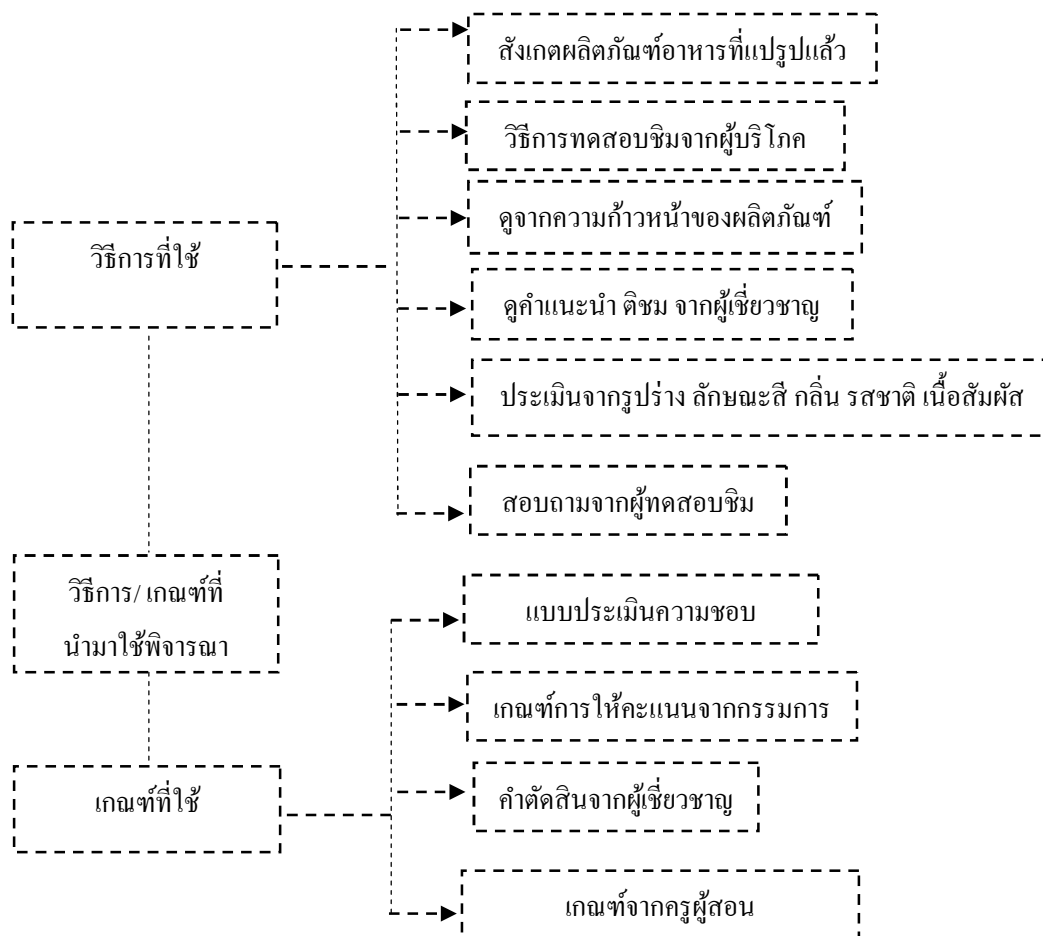 สังเกตผลิตภัณฑ์อาหารที่แปรรูปแล้ว
วิธีการทดสอบชิมจากผู้บริโภค
ดูจากความก้าวหน้าของผลิตภัณฑ์
วิธีการที่ใช้
ดูคำแนะนำ ติชม จากผู้เชี่ยวชาญ
ประเมินจากรูปร่าง ลักษณะสี กลิ่น รสชาติ เนื้อสัมผัส
สอบถามจากผู้ทดสอบชิม
วิธีการ/ เกณฑ์ที่
นำมาใช้พิจารณา
แบบประเมินความชอบ
เกณฑ์การให้คะแนนจากกรรมการ
เกณฑ์ที่ใช้
คำตัดสินจากผู้เชี่ยวชาญ
เกณฑ์จากครูผู้สอน